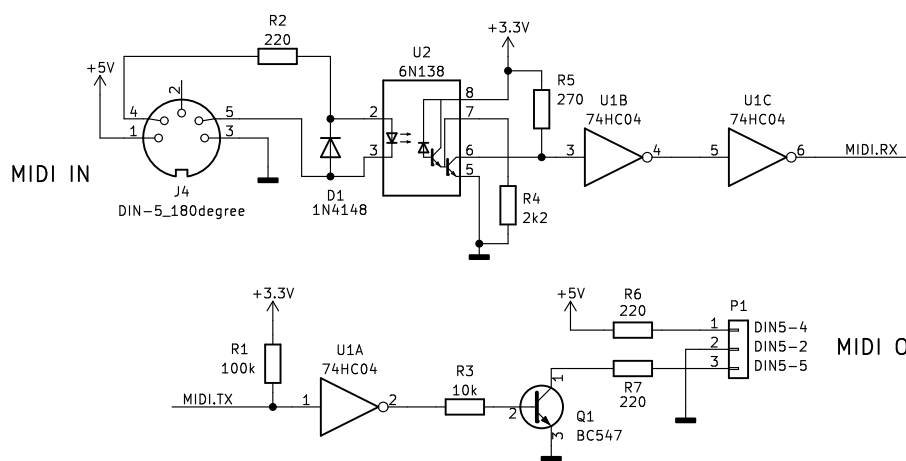 R2
220
+5V
4
2
5
1
3
MIDI IN
J4
DIN-5_180degree
D1
1N4148
U2
6N138
2
3
8
7
6
5
+3.3V
R5
270
R4
2k2
U1B
74HC04
3
4
U1C
74HC04
5
6
MIDI.RX
+3.3V
R1
100k
MIDI.TX
U1A
74HC04
1
2
R3
10k
2
1
3
Q1
BC547
+5V
R6
220
R7
220
P1
1
DIN5-4
2
DIN5-2
3
DIN5-5
MIDI O